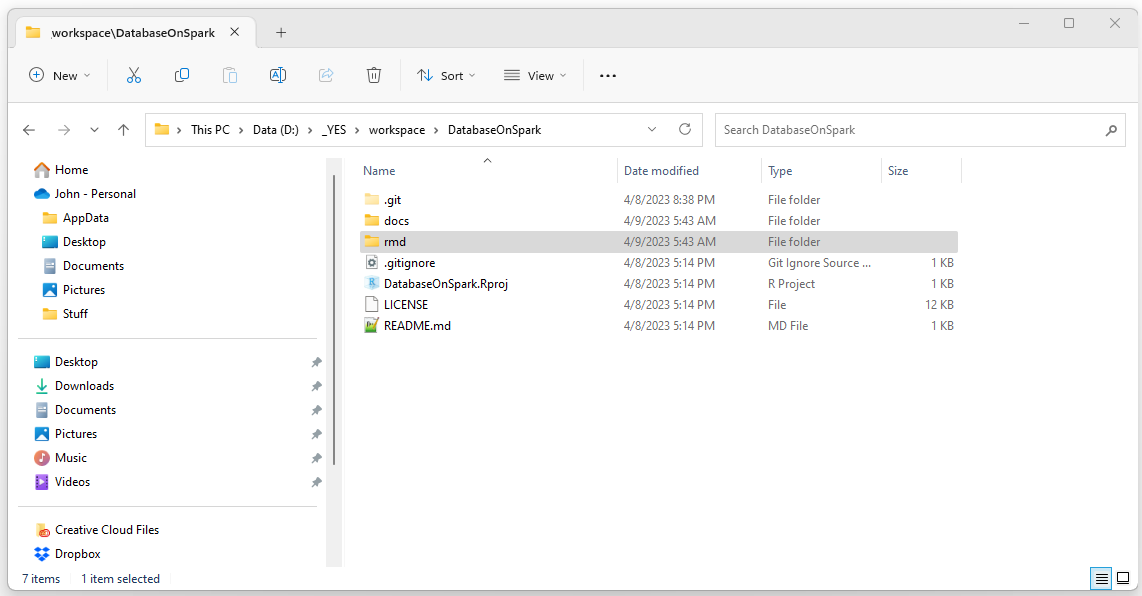 _workspace\DatabaseOnSpark
New
Sort
View
This PC > Data (D:) > _YES > workspace > DatabaseOnSpark
Search DatabaseOnSpark
Home
John - Personal
AppData
Desktop
Documents
Pictures
Stuff
Desktop
Downloads
Documents
Pictures
Music
Videos
Creative Cloud Files
Dropbox
Name Date modified Type Size
.git 4/8/2023 8:38 PM File folder
docs 4/9/2023 5:43 AM File folder
rmd 4/9/2023 5:43 AM File folder
.gitignore 4/8/2023 5:14 PM Git Ignore Source ... 1 KB
DatabaseOnSpark.Rproj 4/8/2023 5:14 PM R Project 1 KB
LICENSE 4/8/2023 5:14 PM File 12 KB
README.md 4/8/2023 5:14 PM MD File 1 KB
7 items 1 item selected